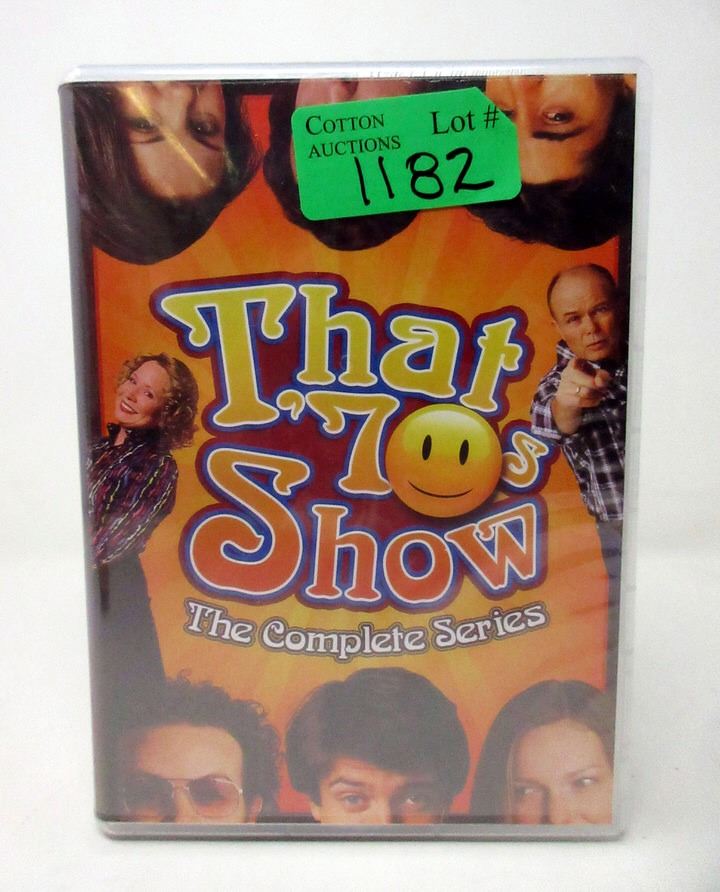 COTTON
AUCTIONS
Lot #
1182
That
'70s
Show
The Complete Series